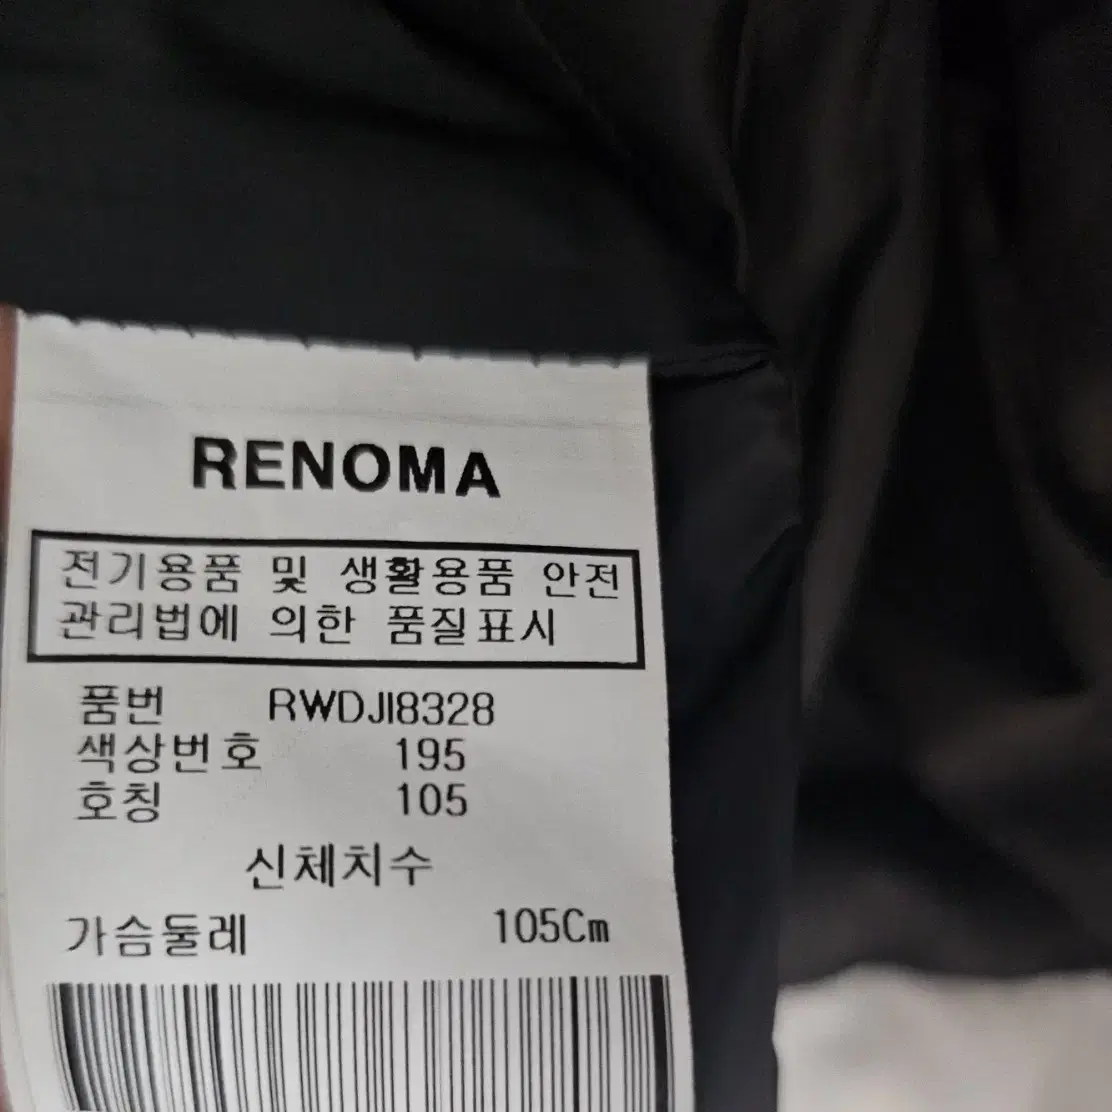 RENOMA
전기용품 및 생활용품 안전
관리법에 의한 품질표시
품번 RWDJI8328
색상번호 195
호칭 105
신체치수
가슴둘레 105Cm